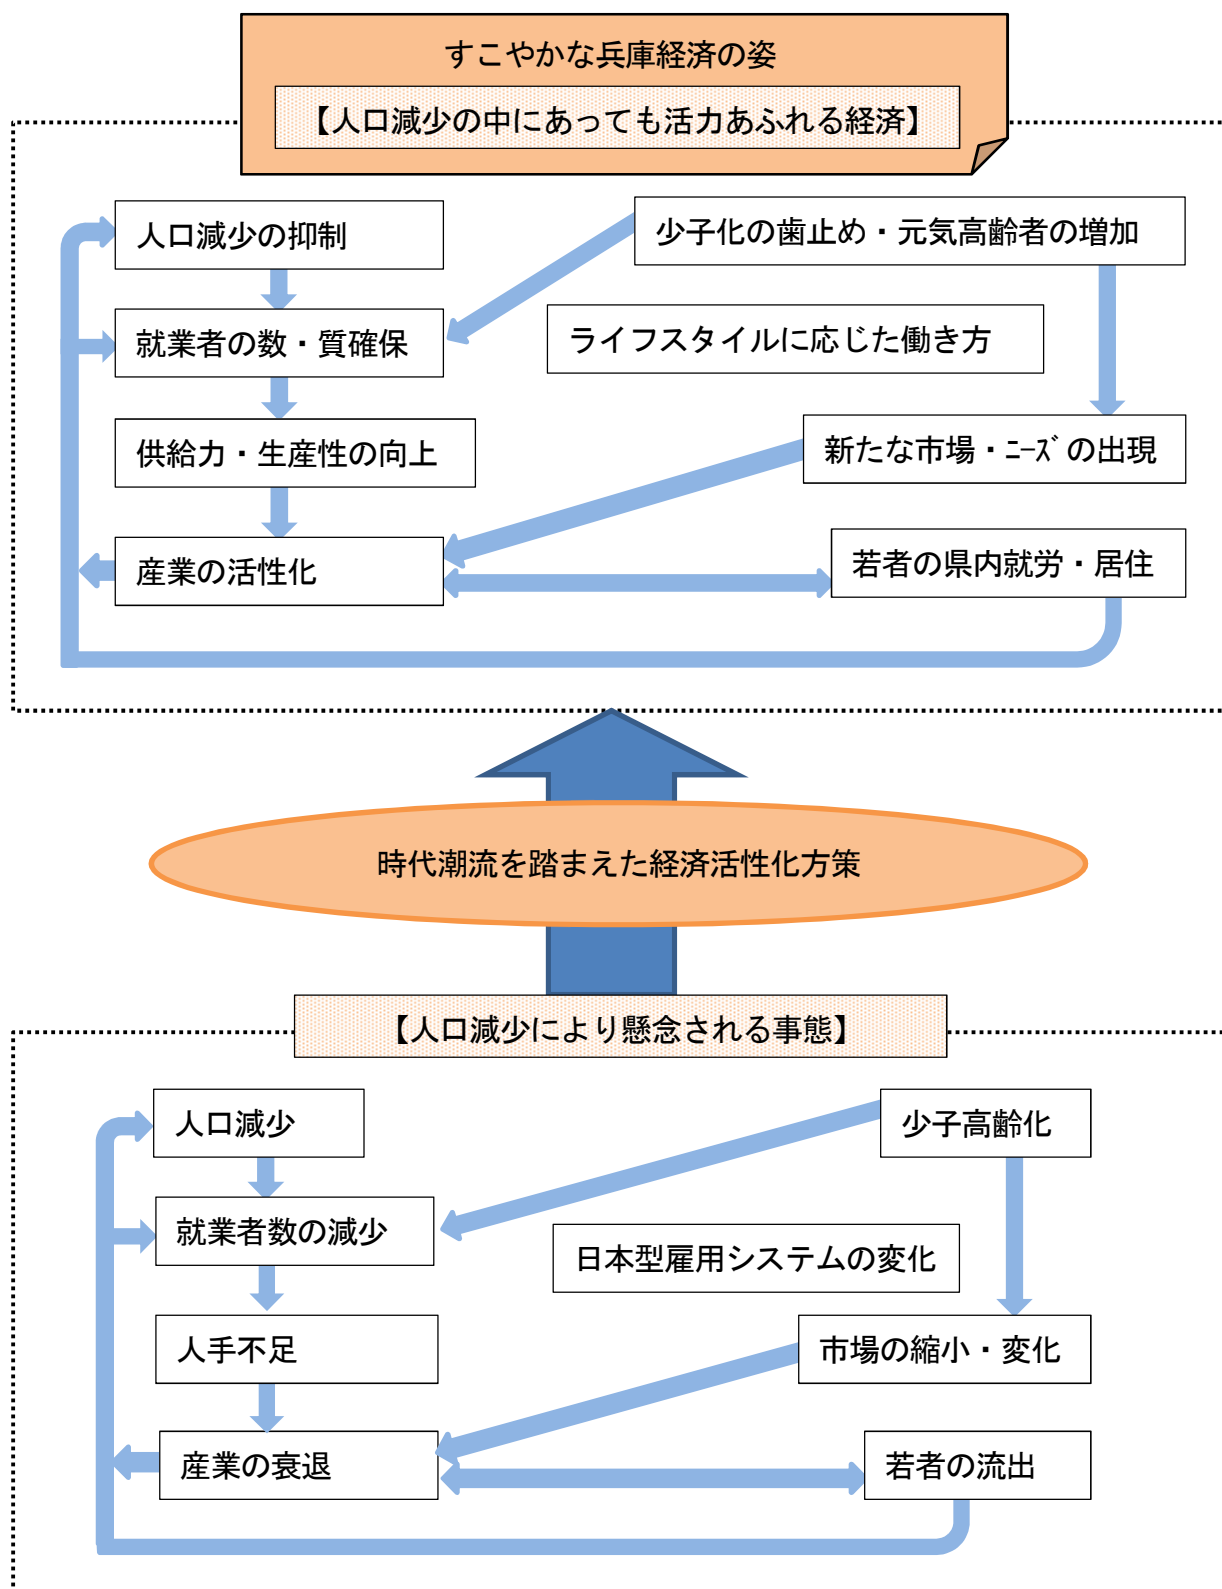 すこやかな兵庫経済の姿
【人口減少の中にあっても活力あふれる経済】
人口減少の抑制
少子化の歯止め・元気高齢者の増加
就業者の数・質確保
ライフスタイルに応じた働き方
供給力・生産性の向上
新たな市場・ﾆｰｽﾞの出現
産業の活性化
若者の県内就労・居住
時代潮流を踏まえた経済活性化方策
【人口減少により懸念される事態】
人口減少
少子高齢化
就業者数の減少
日本型雇用システムの変化
人手不足
市場の縮小・変化
産業の衰退
若者の流出